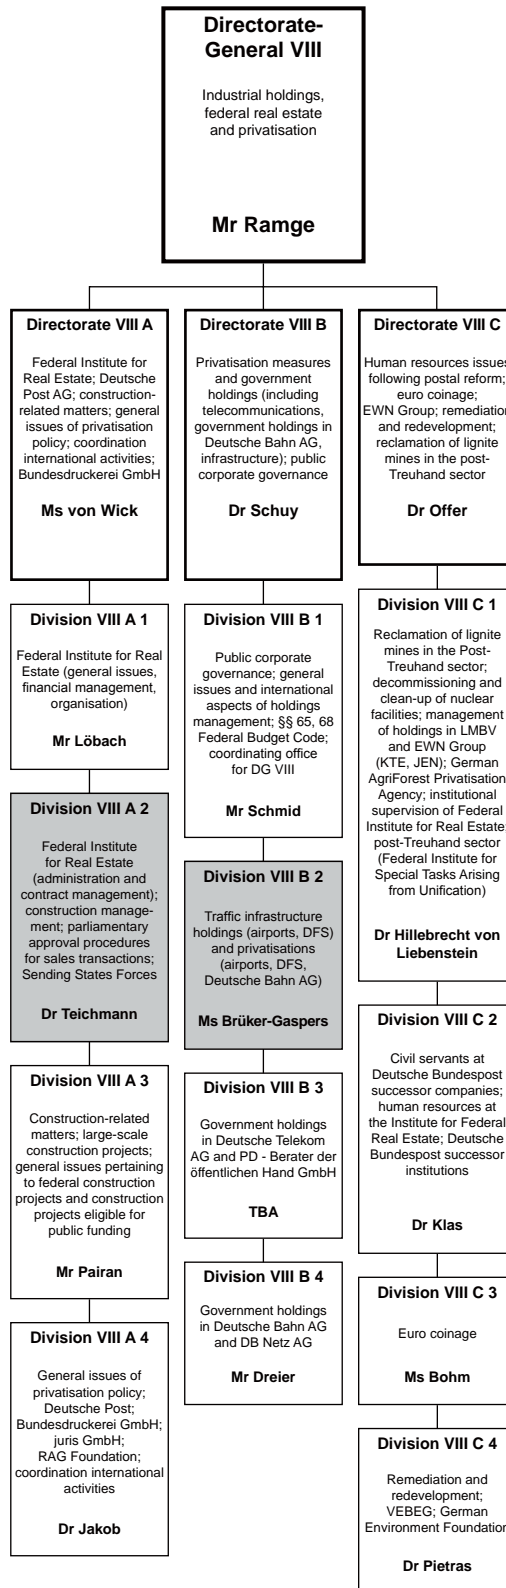 Directorate-
General VIII
Industrial holdings,
federal real estate
and privatisation
Mr Ramge
Directorate VIII A
Federal Institute for
Real Estate; Deutsche
Post AG; construction-
related matters; general
issues of privatisation
policy; coordination
international activities;
Bundesdruckerei GmbH
Ms von Wick
Division VIII A 1
Federal Institute for Real
Estate (general issues,
financial management,
organisation)
Mr Löbach
Division VIII A 2
Federal Institute
for Real Estate
(administration and
contract management);
construction manage-
ment; parliamentary
approval procedures
for sales transactions;
Sending States Forces
Dr Teichmann
Division VIII A 3
Construction-related
matters; large-scale
construction projects;
general issues pertaining
to federal construction
projects and construction
projects eligible for
public funding
Mr Pairan
Division VIII A 4
General issues of
privatisation policy;
Deutsche Post;
Bundesdruckerei GmbH;
juris GmbH;
RAG Foundation;
coordination international
activities
Dr Jakob
Directorate VIII B
Privatisation measures
and government
holdings (including
telecommunications,
government holdings in
Deutsche Bahn AG,
infrastructure); public
corporate governance
Dr Schuy
Division VIII B 1
Public corporate
governance; general
issues and international
aspects of holdings
management; §§ 65, 68
Federal Budget Code;
coordinating office
for DG VIII
Mr Schmid
Division VIII B 2
Traffic infrastructure
holdings (airports, DFS)
and privatisations
(airports, DFS,
Deutsche Bahn AG)
Ms Brüker-Gaspers
Division VIII B 3
Government holdings
in Deutsche Telekom
AG and PD - Berater der
öffentlichen Hand GmbH
TBA
Division VIII B 4
Government holdings
in Deutsche Bahn AG
and DB Netz AG
Mr Dreier
Directorate VIII C
Human resources issues
following postal reform;
euro coinage;
EWN Group; remediation
and redevelopment;
reclamation of lignite
mines in the post-
Treuhand sector
Dr Offer
Division VIII C 1
Reclamation of lignite
mines in the Post-
Treuhand sector;
decommissioning and
clean-up of nuclear
facilities; management
of holdings in LMBV
and EWN Group
(KTE, JEN); German
AgriForest Privatisation
Agency; institutional
supervision of Federal
Institute for Real Estate;
post-Treuhand sector
(Federal Institute for
Special Tasks Arising
from Unification)
Dr Hillebrecht von
Liebenstein
Division VIII C 2
Civil servants at
Deutsche Bundespost
successor companies;
human resources at
the Institute for Federal
Real Estate; Deutsche
Bundespost successor
institutions
Dr Klas
Division VIII C 3
Euro coinage
Ms Bohm
Division VIII C 4
Remediation and
redevelopment;
VEBEG; German
Environment Foundation
Dr Pietras